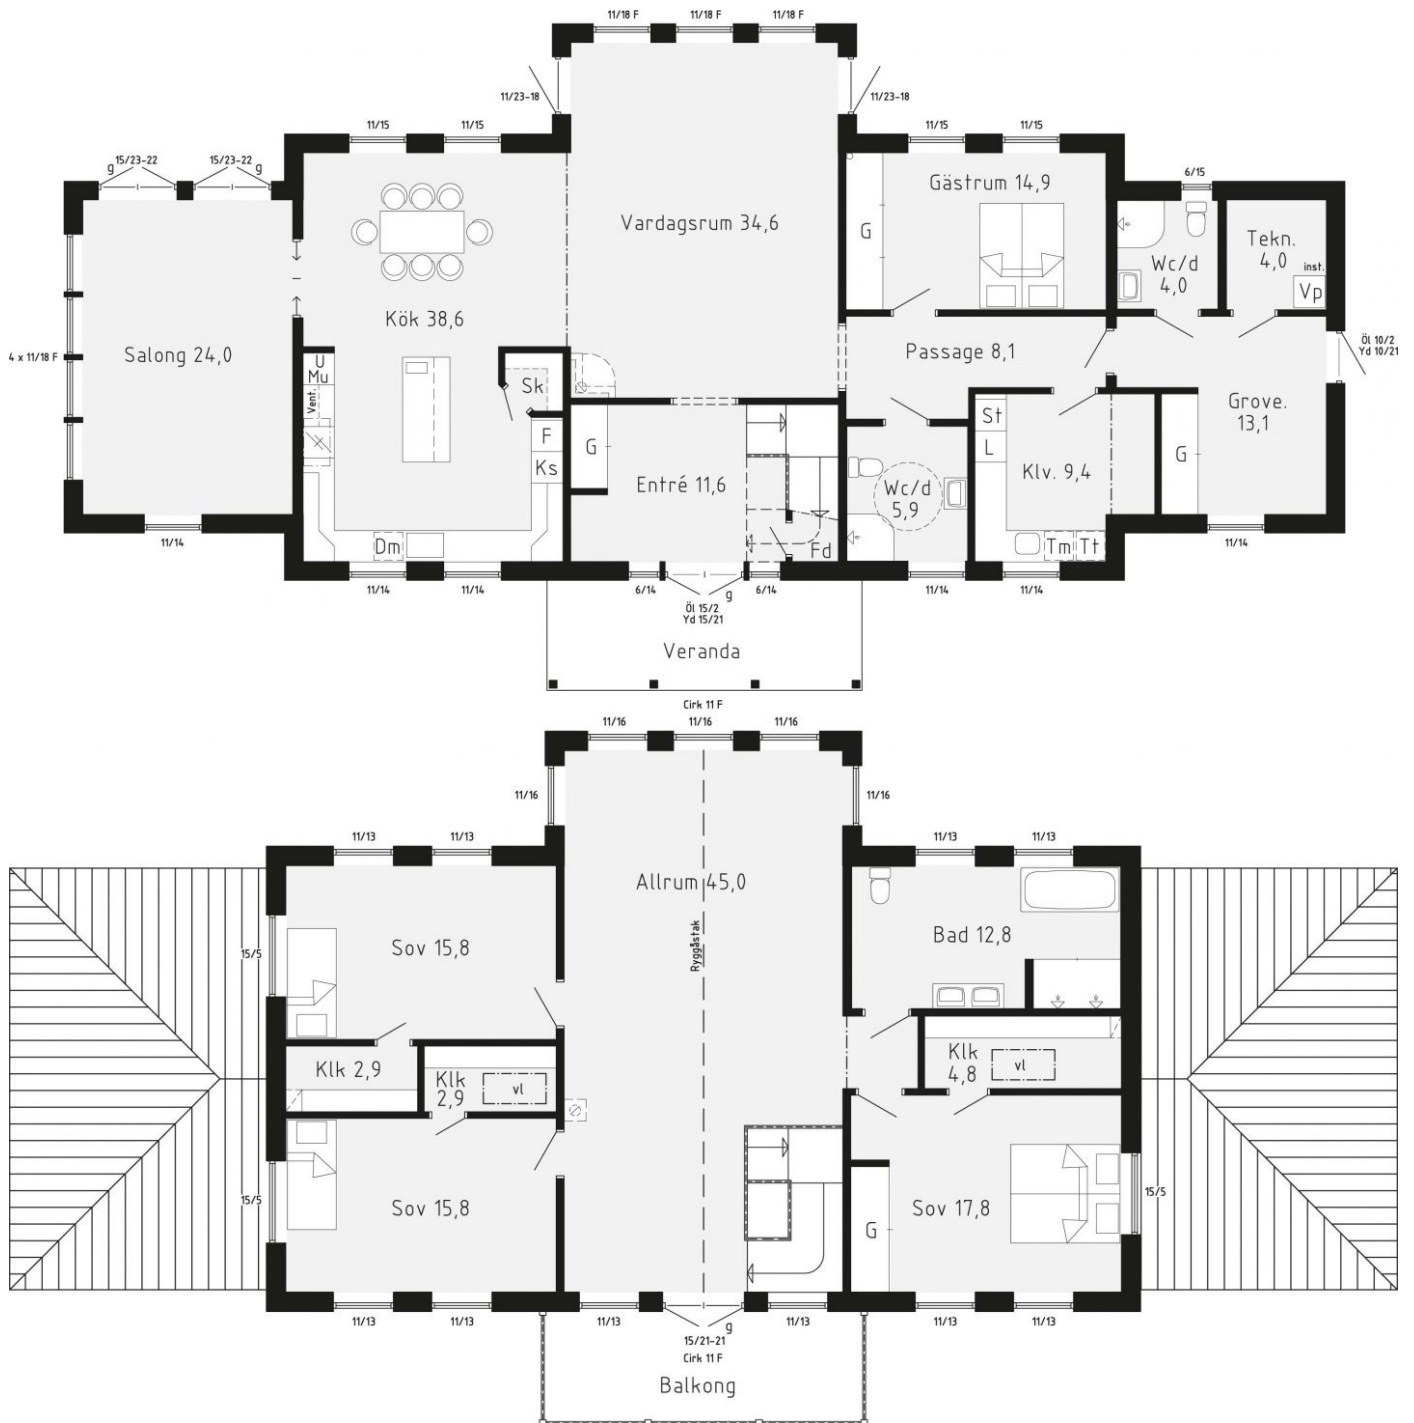 11/18 F
11/18 F
11/18 F
11/23-18
11/23-18
11/15
11/15
11/15
11/15
g
15/23-22
15/23-22
g
6/15
Gästrum 14,9
Vardagsrum 34,6
G
Wc/d
4,0
Tekn.
4,0
inst.
Vp
Kök 38,6
4 x 11/18 F
Salong 24,0
Passage 8,1
Öl 10/2
Yd 10/21
U
Mu
Vent.
Sk
Grove.
13,1
F
Ks
G
Entré 11,6
St
L
Klv. 9,4
G
Wc/d
5,9
11/14
Dm
Fd
Tm
Tt
11/14
11/14
11/14
6/14
g
6/14
11/14
11/14
Öl 15/2
Yd 15/21
Veranda
Cirk 11 F
11/16
11/16
11/16
11/16
11/16
11/13
11/13
11/13
11/13
Allrum 45,0
Ryggåstak
Sov 15,8
Bad 12,8
15/5
Klk 2,9
Klk
2,9
vl
Klk
4,8
vl
15/5
Sov 15,8
G
Sov 17,8
15/5
11/13
11/13
11/13
g
11/13
11/13
11/13
15/21-21
Cirk 11 F
Balkong